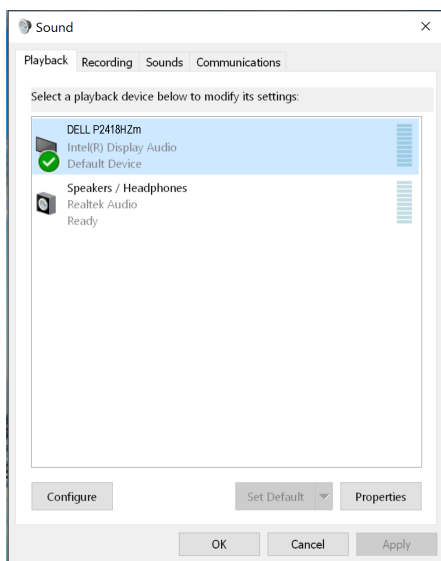 Sound
Playback Recording Sounds Communications
Select a playback device below to modify its settings:
DELL P2418HZm
Intel(R) Display Audio
Default Device
Speakers / Headphones
Realtek Audio
Ready
Configure Set Default Properties
OK Cancel Apply